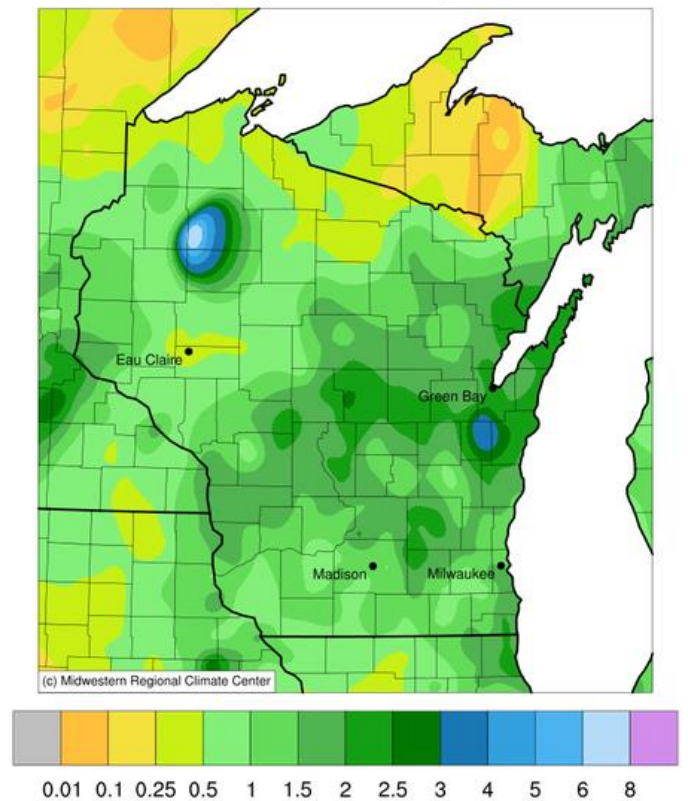 Eau Claire
Green Bay
Madison
Milwaukee
(c) Midwestern Regional Climate Center
0.01 0.1 0.25 0.5 1 1.5 2 2.5 3 4 5 6 8